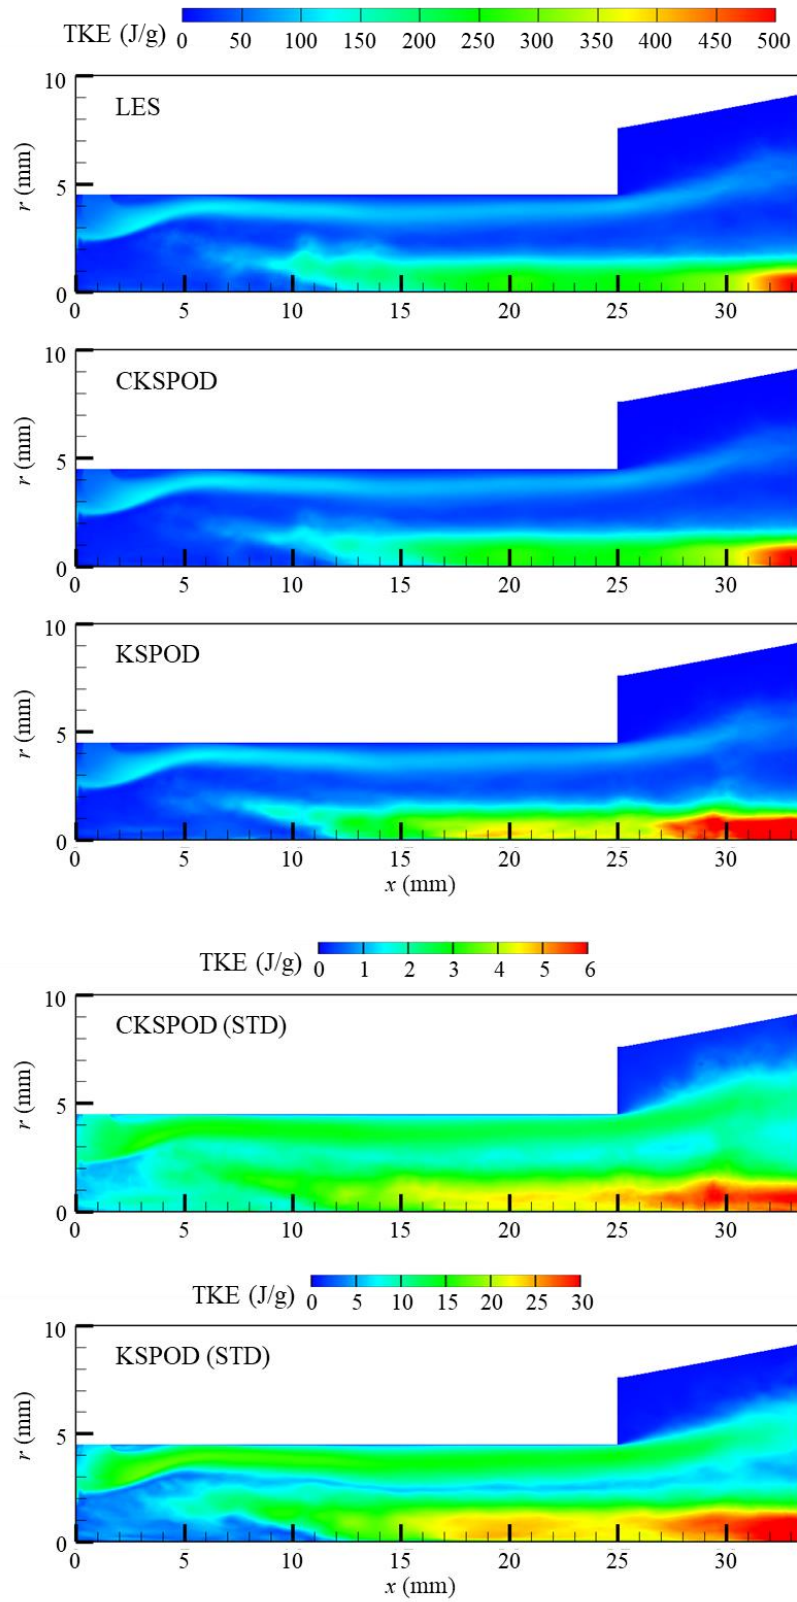 TKE (J/g) 0 50 100 150 200 250 300 350 400 450 500
10
LES
r (mm)
5
0
0 5 10 15 20 25 30
10
CKSPOD
r (mm)
5
0
0 5 10 15 20 25 30
10
KSPOD
r (mm)
5
0
0 5 10 15 20 25 30
x (mm)
TKE (J/g) 0 1 2 3 4 5 6
10
CKSPOD (STD)
r (mm)
5
0
0 5 10 15 20 25 30
TKE (J/g) 0 5 10 15 20 25 30
10
KSPOD (STD)
r (mm)
5
0
0 5 10 15 20 25 30
x (mm)